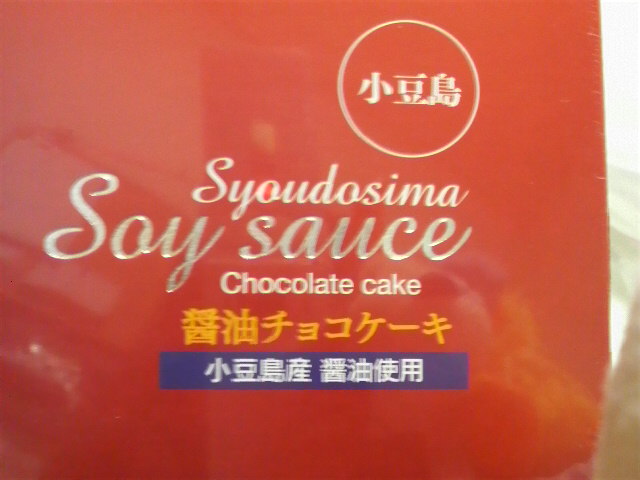 小豆島
Syoudosima
Soy sauce
Chocolate cake
醤油チョコケーキ
小豆島産 醤油使用